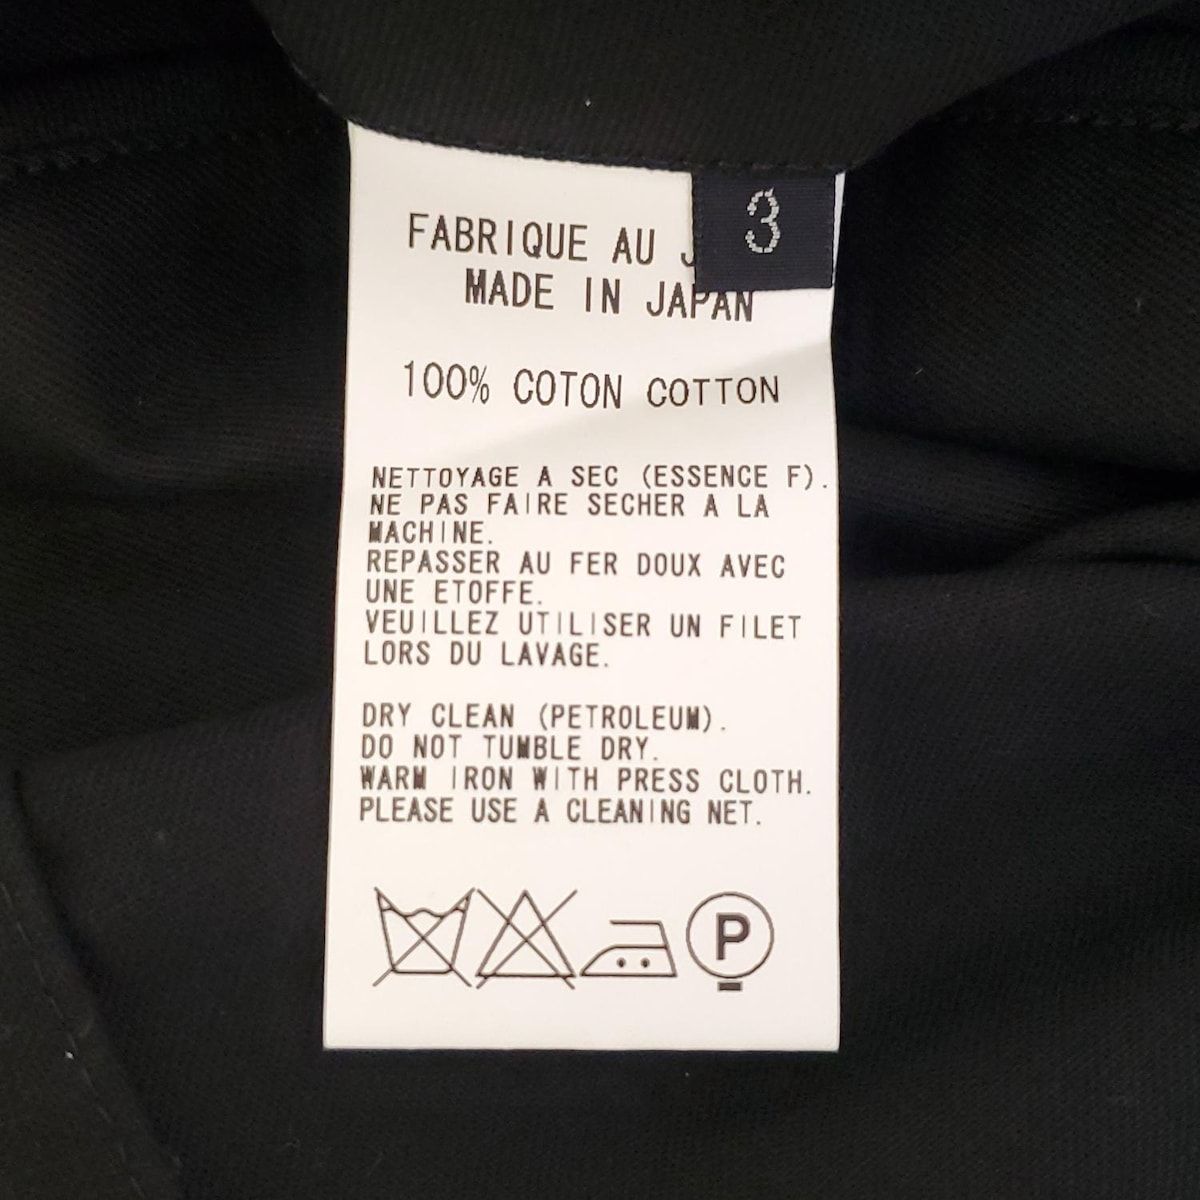 3
FABRIQUE AU
MADE IN JAPAN
100% COTON COTTON
NETTOYAGE A SEC (ESSENCE F).
NE PAS FAIRE SECHER A LA
MACHINE.
REPASSER AU FER DOUX AVEC
UNE ETOFFE.
VEUILLEZ UTILISER UN FILET
LORS DU LAVAGE.
DRY CLEAN (PETROLEUM).
DO NOT TUMBLE DRY.
WARM IRON WITH PRESS CLOTH.
PLEASE USE A CLEANING NET.
P